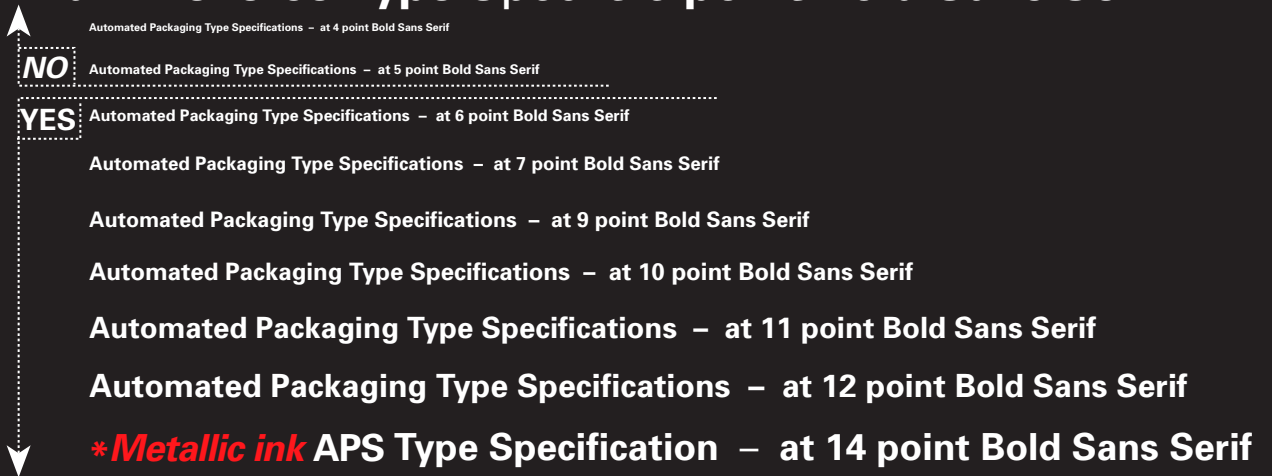 Automated Packaging Type Specifications – at 4 point Bold Sans Serif
NO
Automated Packaging Type Specifications – at 5 point Bold Sans Serif
YES
Automated Packaging Type Specifications – at 6 point Bold Sans Serif
Automated Packaging Type Specifications – at 7 point Bold Sans Serif
Automated Packaging Type Specifications – at 9 point Bold Sans Serif
Automated Packaging Type Specifications – at 10 point Bold Sans Serif
Automated Packaging Type Specifications – at 11 point Bold Sans Serif
Automated Packaging Type Specifications – at 12 point Bold Sans Serif
*Metallic ink APS Type Specification – at 14 point Bold Sans Serif